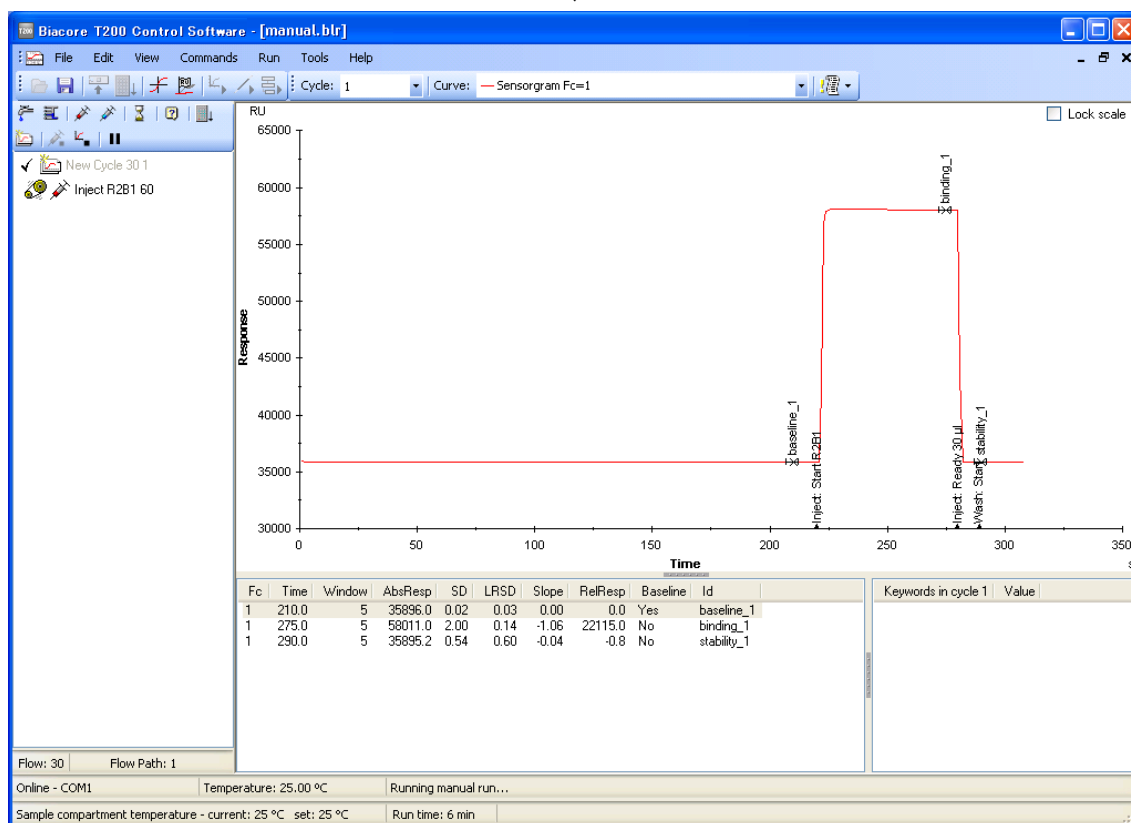 Biacore T200 Control Software - [manual.blr]
File Edit View Commands Run Tools Help
Cycle: 1 Curve: Sensorgram Fc=1
New Cycle 30 1
Inject R2B1 60
RU
Lock scale
65000
60000
55000
50000
45000
40000
35000
30000
Response
0 50 100 150 200 250 300 350
Time
s
baseline_1
Inject: Start R2B1
binding_1
Inject: Ready 30 µl
Wash: Start
stability_1
Fc Time Window AbsResp SD LRSD Slope RelResp Baseline Id
1 210.0 5 35896.0 0.02 0.03 0.00 0.0 Yes baseline_1
1 275.0 5 58011.0 2.00 0.14 -1.06 22115.0 No binding_1
1 290.0 5 35895.2 0.54 0.60 -0.04 -0.8 No stability_1
Keywords in cycle 1 Value
Flow: 30 Flow Path: 1
Online - COM1 Temperature: 25.00 ºC Running manual run...
Sample compartment temperature - current: 25 ºC set: 25 ºC Run time: 6 min